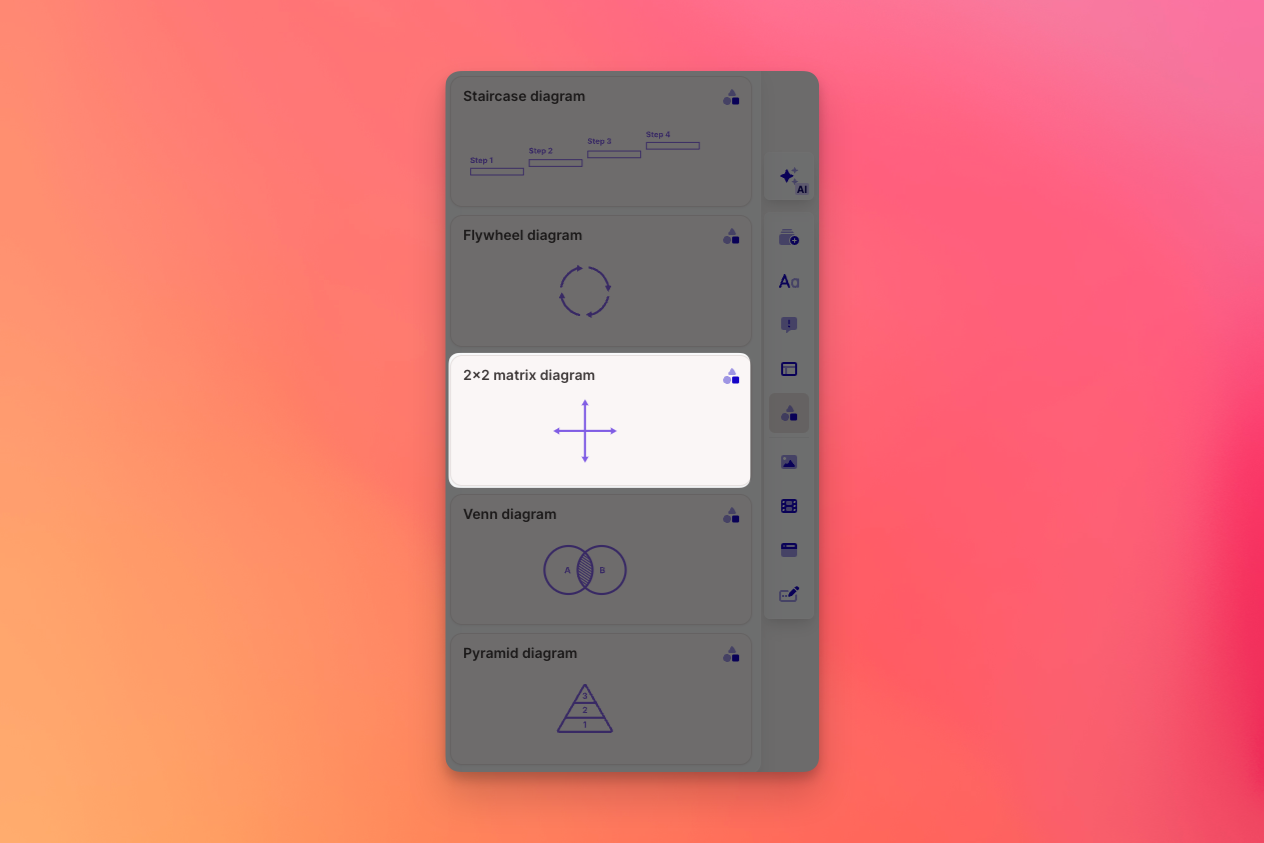 Staircase diagram
Step 1
Step 2
Step 3
Step 4
Flywheel diagram
2×2 matrix diagram
Venn diagram
A
B
Pyramid diagram
3
2
1
AI
Aa